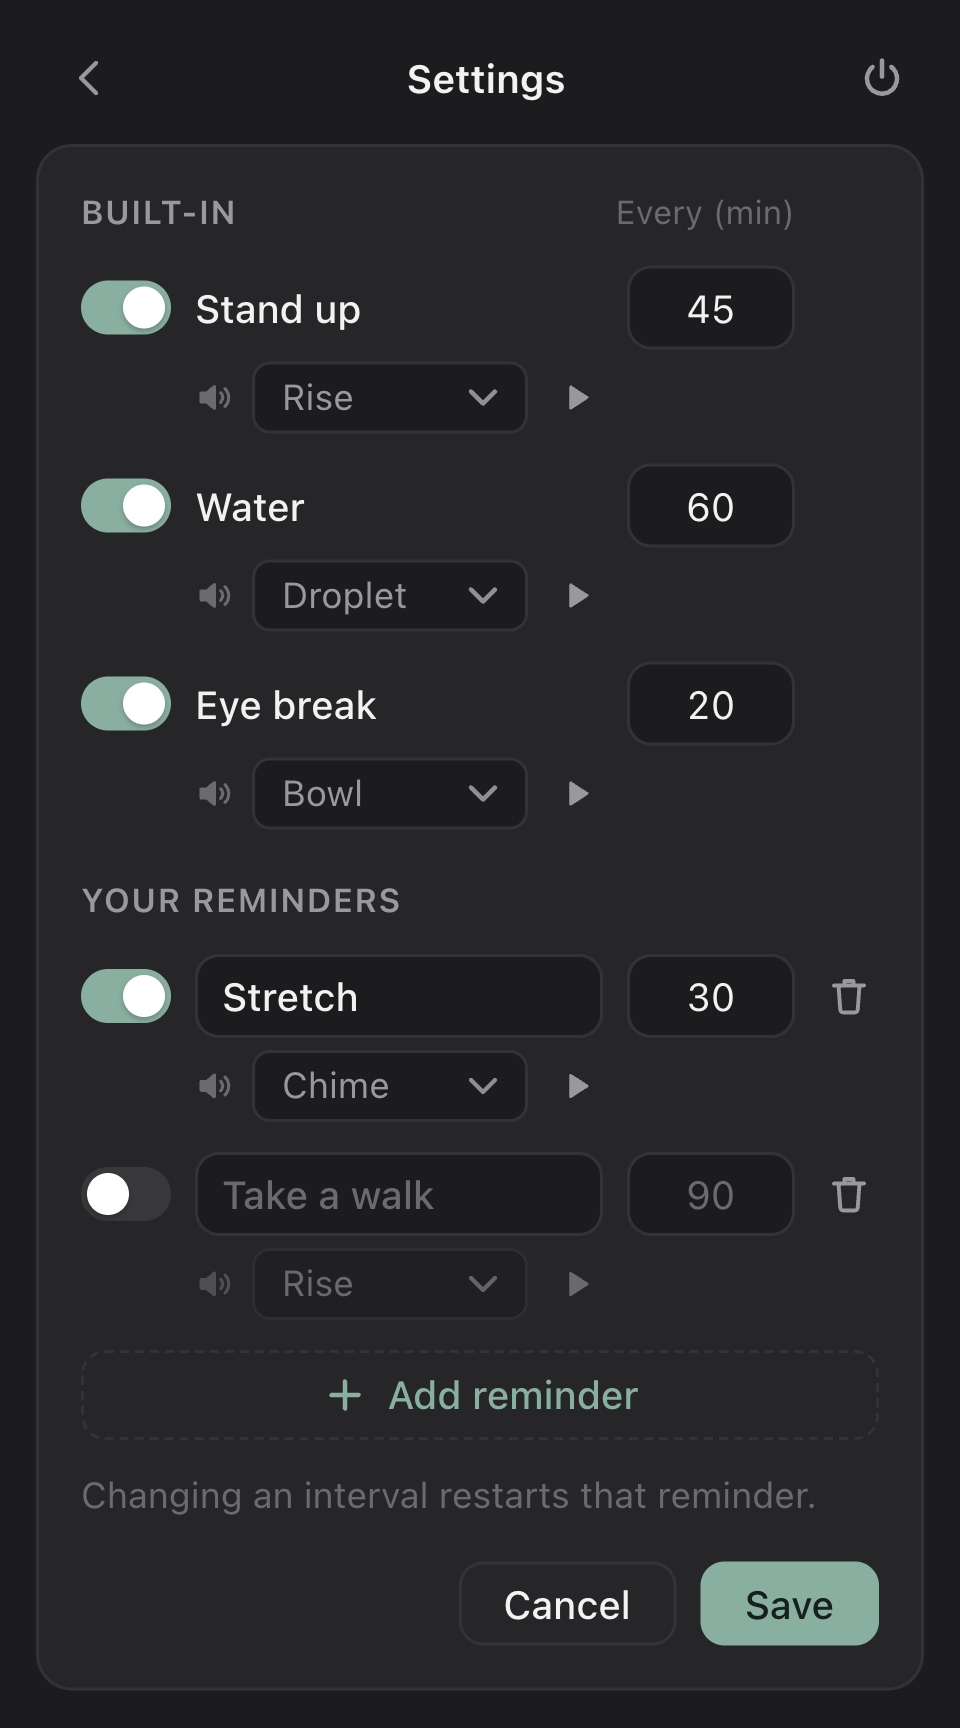 Settings
BUILT-IN Every (min)
Stand up 45
Rise
Water 60
Droplet
Eye break 20
Bowl
YOUR REMINDERS
Stretch 30
Chime
Take a walk 90
Rise
+ Add reminder
Changing an interval restarts that reminder.
Cancel Save